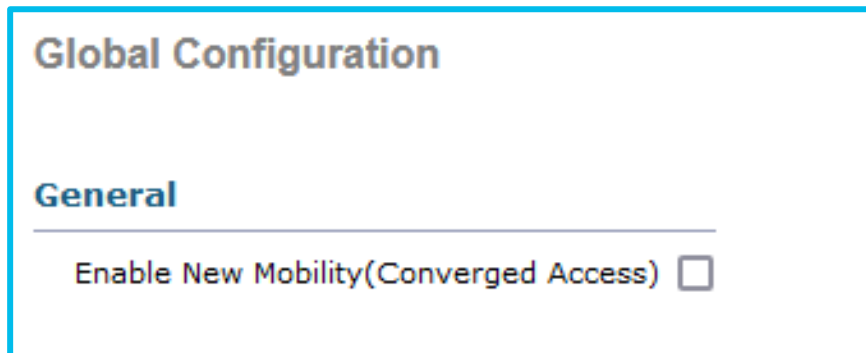 Global Configuration
General
Enable New Mobility(Converged Access)